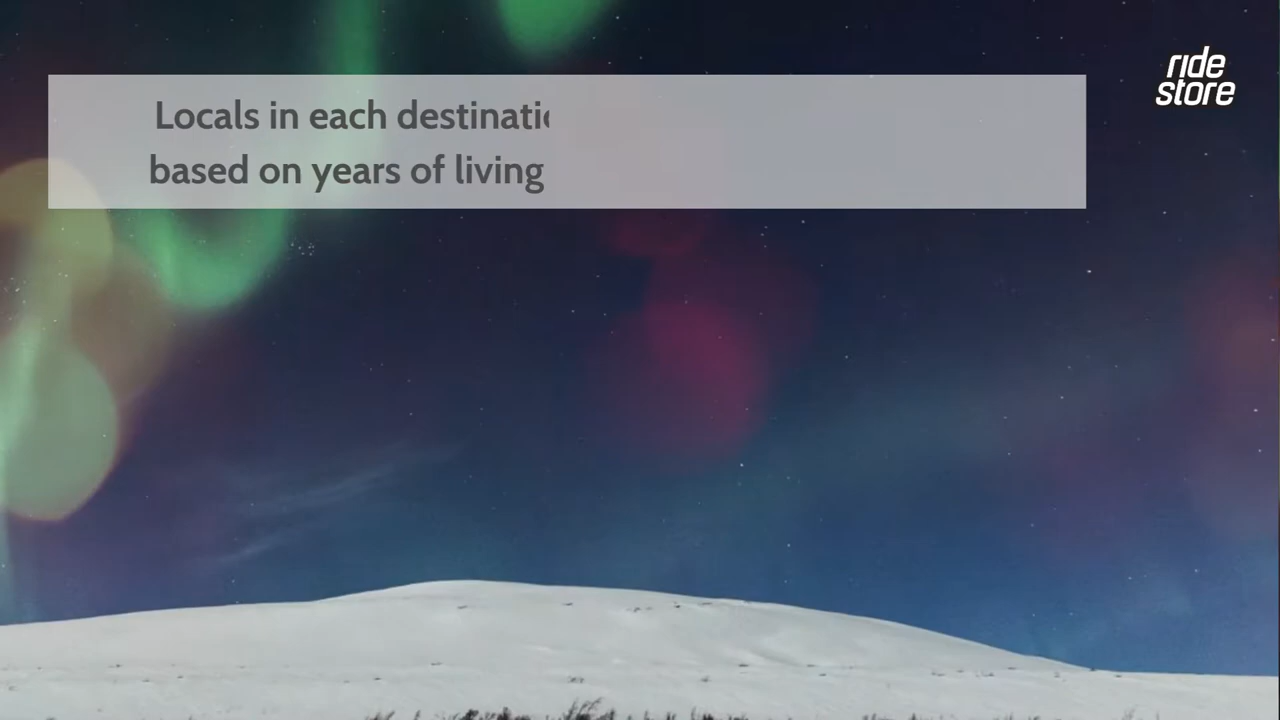 Locals in each
based on years of living
ride
store